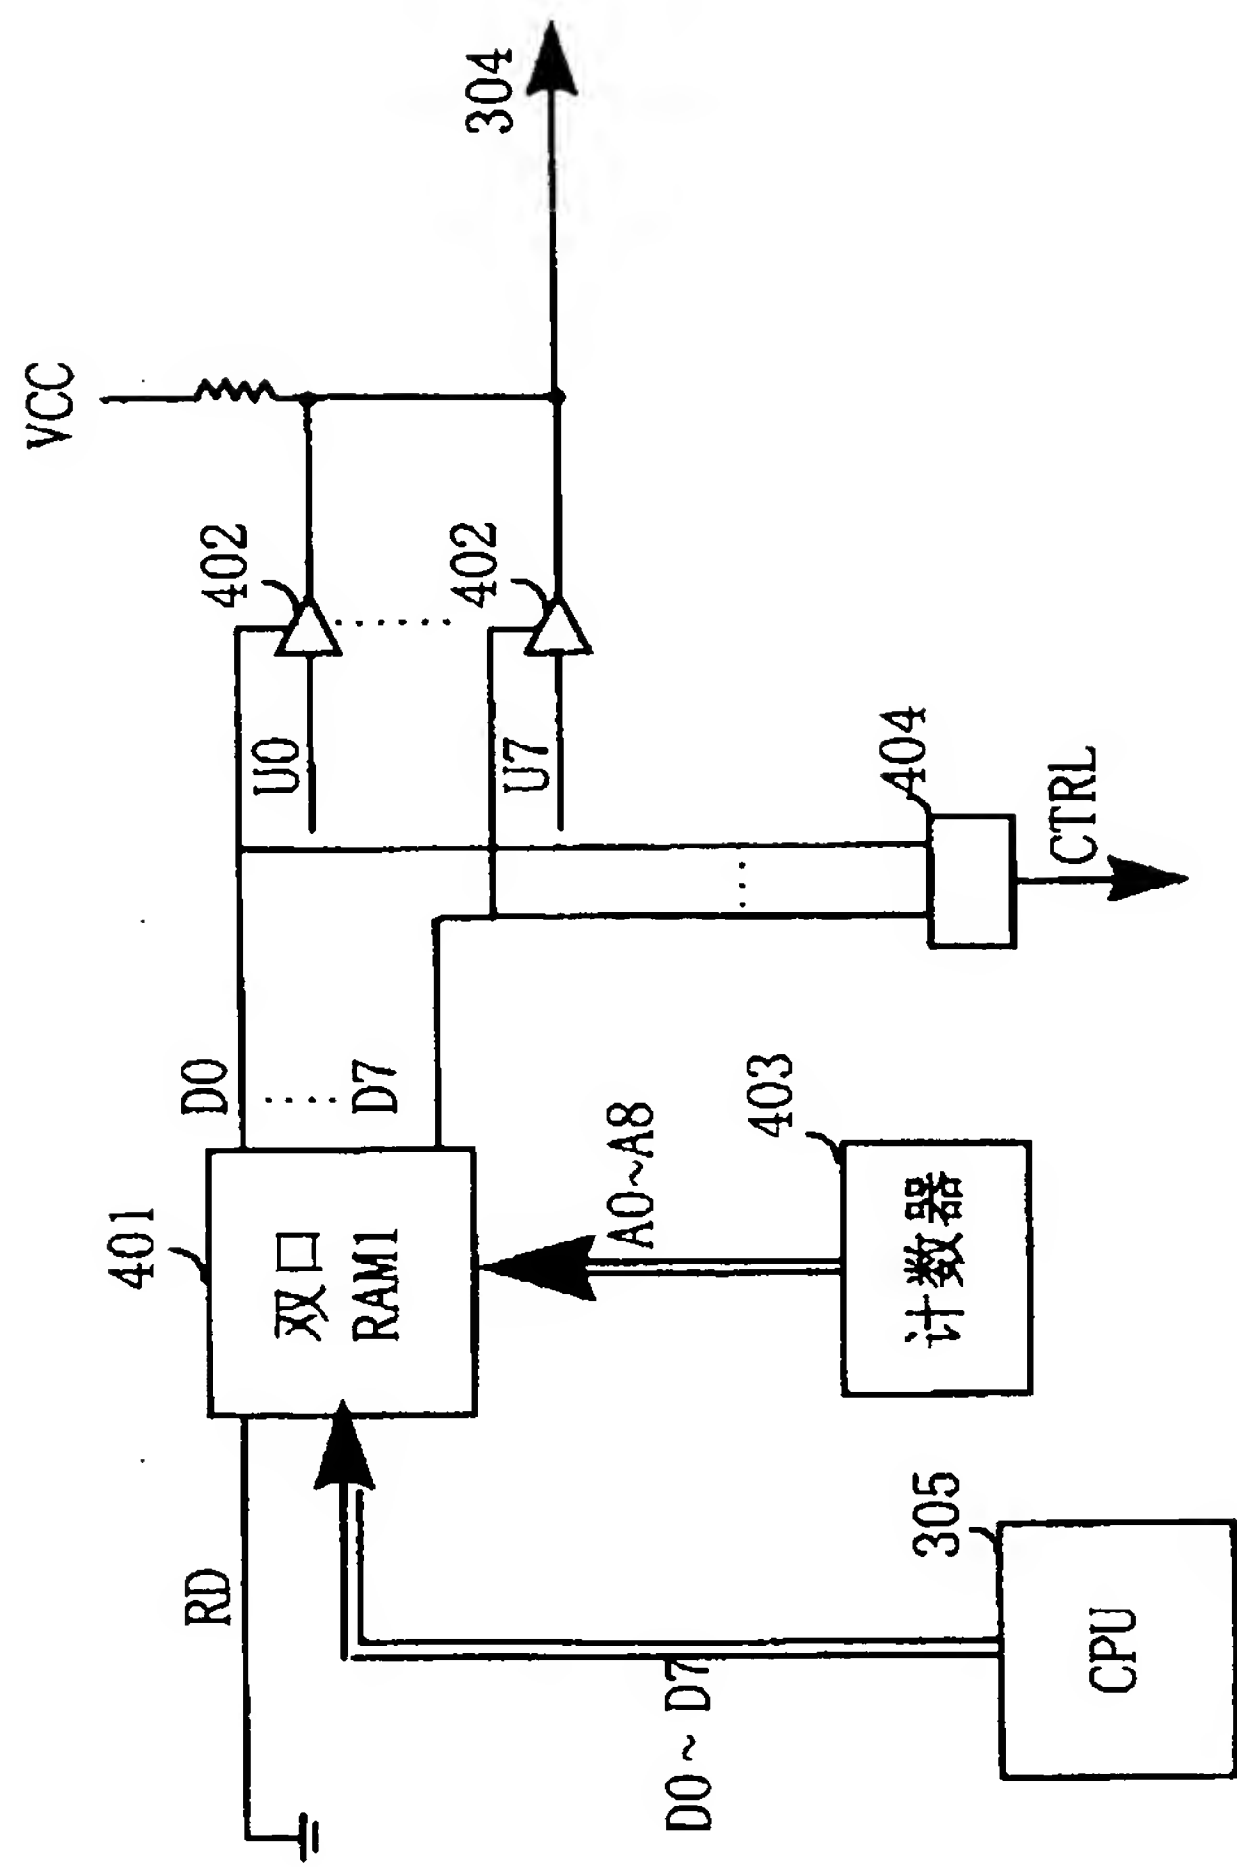 VCC
304
402
402
U0
U7
404
CTRL
D0
D7
401
双口
RAM1
A0~A8
403
计数器
RD
305
CPU
D0~D7